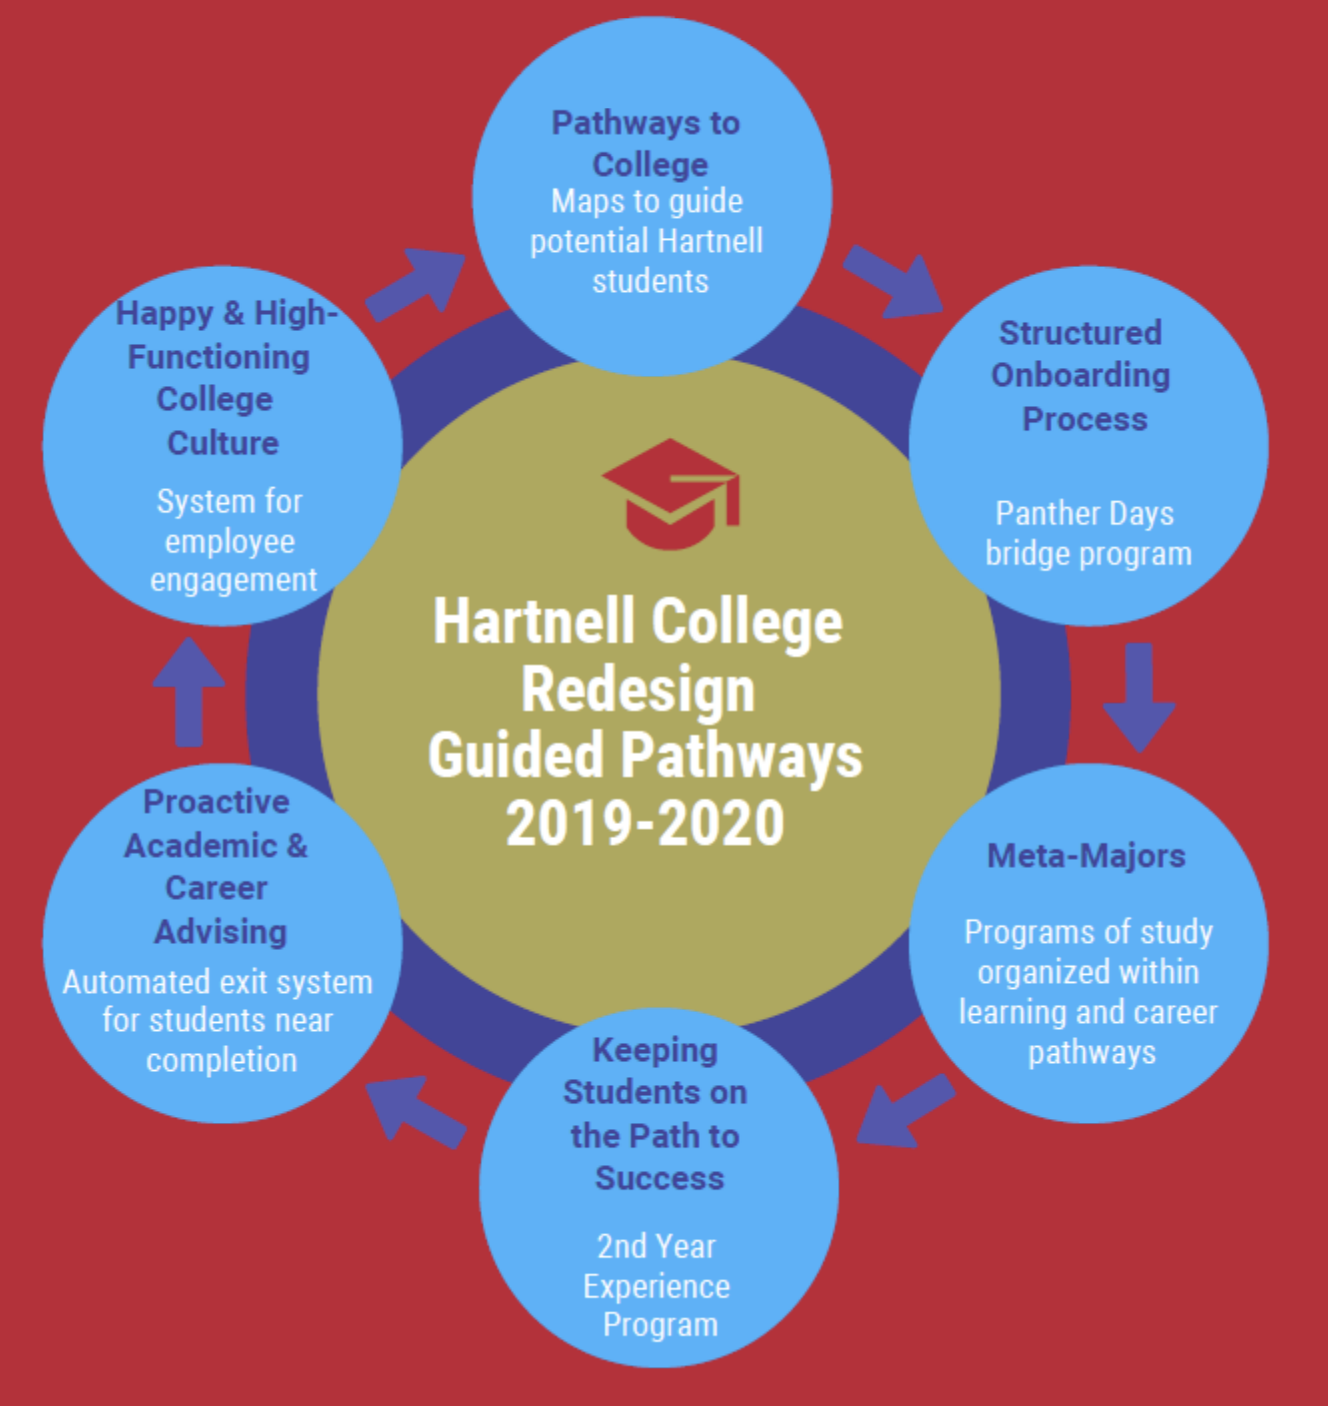 Pathways to
College
Maps to guide
potential Hartnell
students
Structured
Onboarding
Process
Panther Days
bridge program
Meta-Majors
Programs of study
organized within
learning and career
pathways
Keeping
Students on
the Path to
Success
2nd Year
Experience
Program
Proactive
Academic &
Career
Advising
Automated exit system
for students near
completion
Happy & High-
Functioning
College
Culture
System for
employee
engagement
Hartnell College
Redesign
Guided Pathways
2019-2020